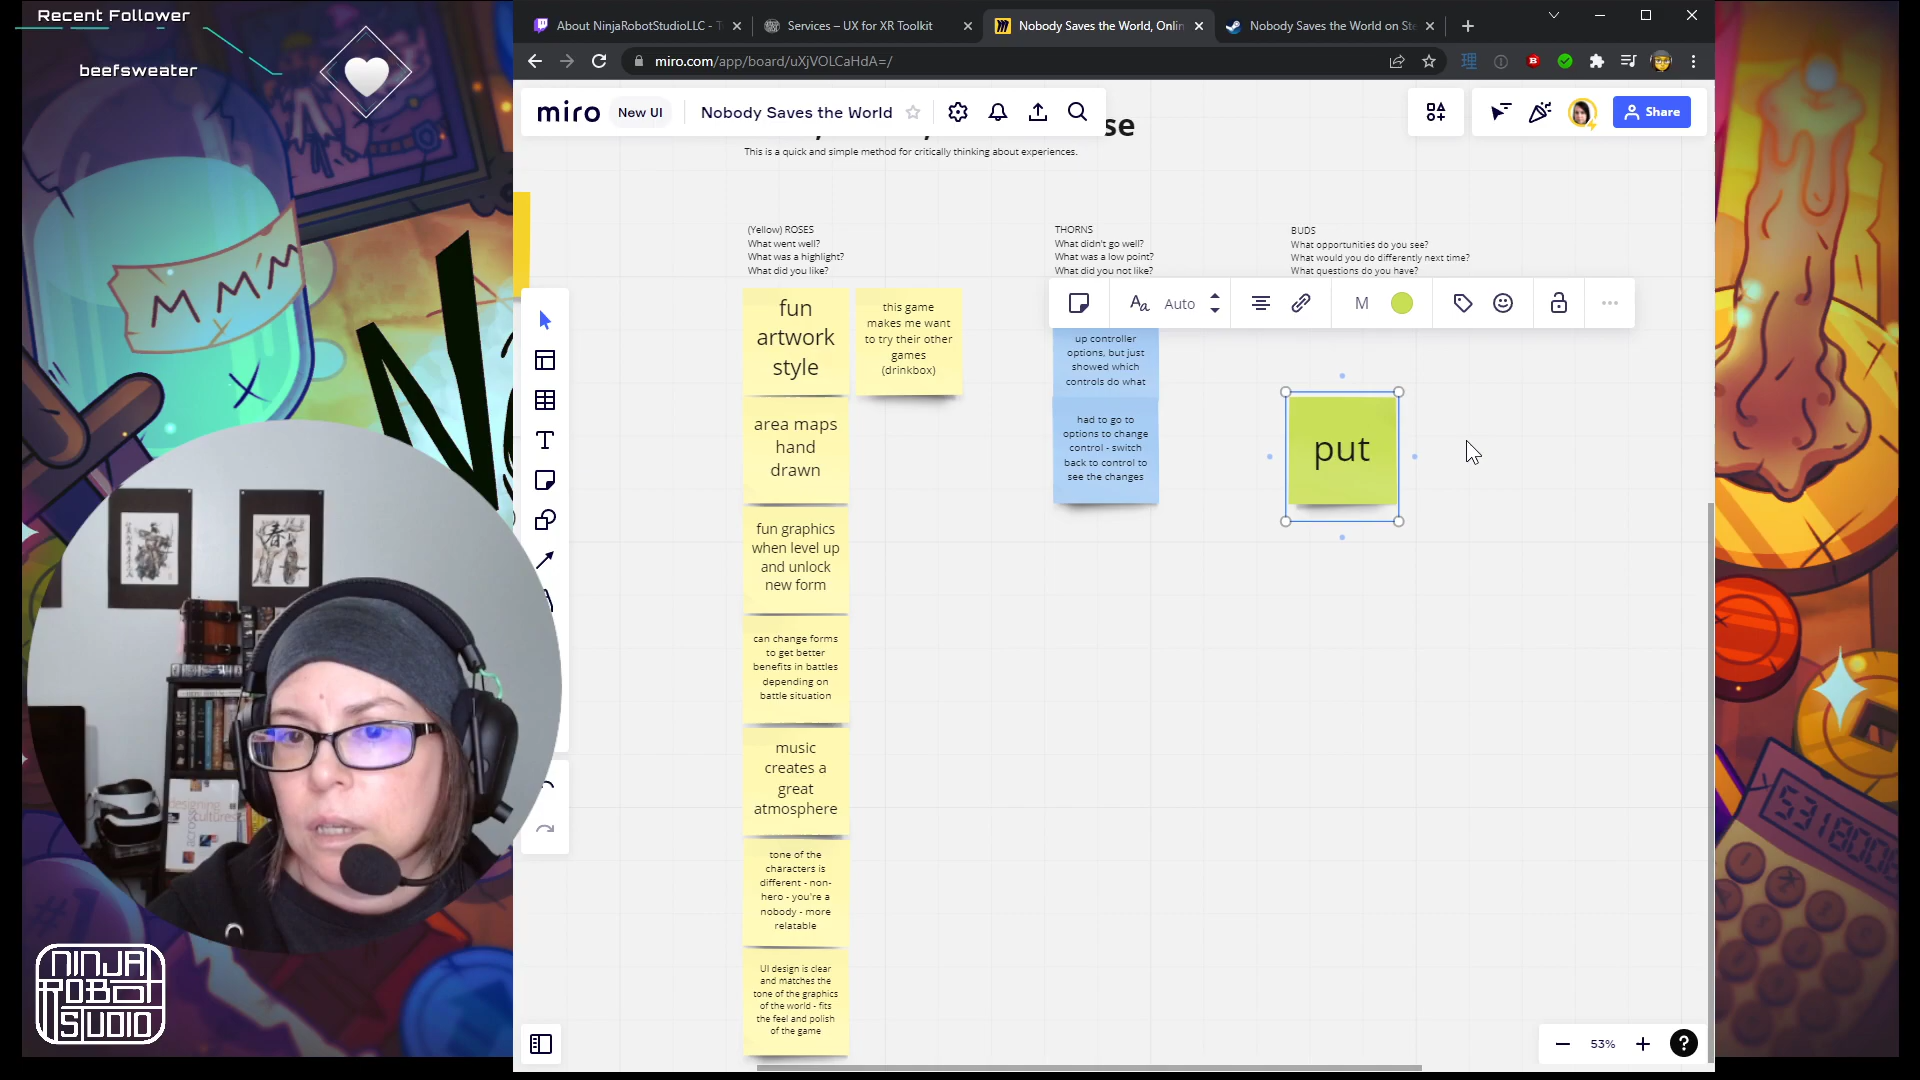 Recent Follower
beefsweater
MMM
About NinjaRobotStudioLLC - T
Services – UX for XR Toolkit
Nobody Saves the World, Onlin
Nobody Saves the World on Ste
miro.com/app/board/uXjVOLCaHdA=/
miro
New UI
Nobody Saves the World
Share
se
This is a quick and simple method for critically thinking about experiences.
(Yellow) ROSES
What went well?
What was a highlight?
What did you like?
THORNS
What didn't go well?
What was a low point?
What did you not like?
BUDS
What opportunities do you see?
What would you do differently next time?
What questions do you have?
Auto
M
fun
artwork
style
this game
makes me want
to try their other
games
(drinkbox)
area maps
hand
drawn
fun graphics
when level up
and unlock
new form
can change forms
to get better
benefits in battles
depending on
battle situation
music
creates a
great
atmosphere
tone of the
characters is
different - non-
hero - you're a
nobody - more
relatable
UI design is clear
and matches the
tone of the graphics
of the world - fits
the feel and polish
of the game
up controller
options, but just
showed which
controls do what
had to go to
options to change
control - switch
back to control to
see the changes
put
春
designing
across
cultures
NINJA
ROBOT
STUDIO
53%
5318008